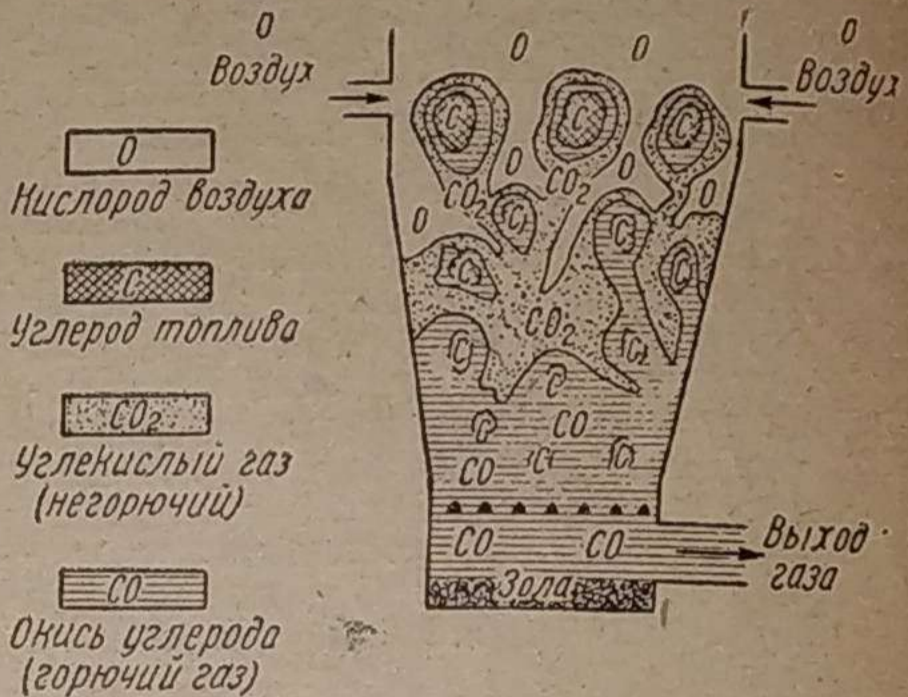 O O O O
Воздух Воздух
C C C
O
Кислород воздуха
O O
CO₂ CO₂
O C C O
C
Углерод топлива
C C
CO₂
C C
CO₂
Углекислый газ
(негорючий)
C CO
C C C
CO
CO CO
Выход
газа
Зола
CO
Окись углерода
(горючий газ)